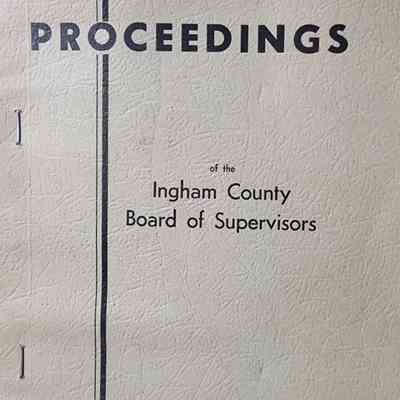 PROCEEDINGS
of the
Ingham County
Board of Supervisors